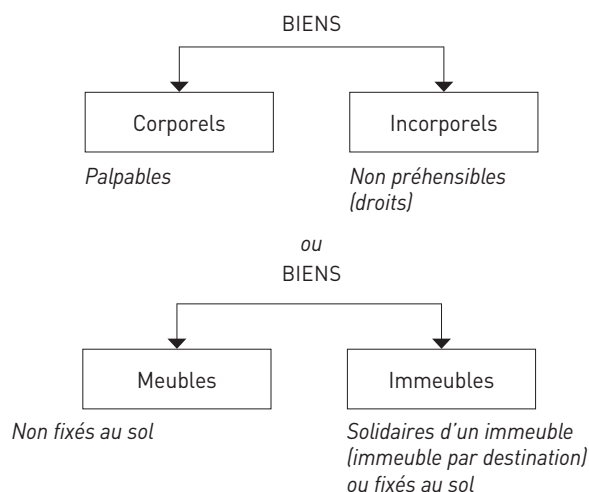 BIENS
Corporels
Incorporels
Palpables
Non préhensibles
(droits)
ou
BIENS
Meubles
Immeubles
Non fixés au sol
Solidaires d'un immeuble
(immeuble par destination)
ou fixés au sol